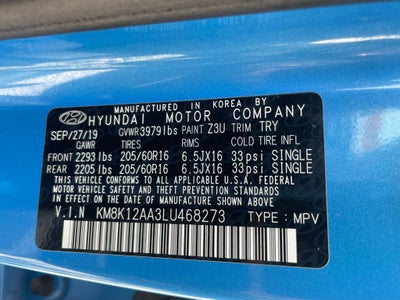 MANUFACTURED IN KOREA BY
HYUNDAI MOTOR COMPANY
SEP/27/19 GVWR3979lbs PAINT Z3U TRIM TRY
GAWR TIRES RIMS COLD TIRE INFL
FRONT 2293 lbs 205/60R16 6.5JX16 33psi SINGLE
REAR 2205 lbs 205/60R16 6.5JX16 33psi SINGLE
THIS VEHICLE CONFORMS TO ALL APPLICABLE U.S.A. FEDERAL
MOTOR VEHICLE SAFETY, BUMPER, AND THEFT PREVENTION
STANDARDS IN EFFECT ON THE DATE OF MANUFACTURE SHOWN ABOVE
V.I.N KM8K12AA3LU468273 TYPE : MPV